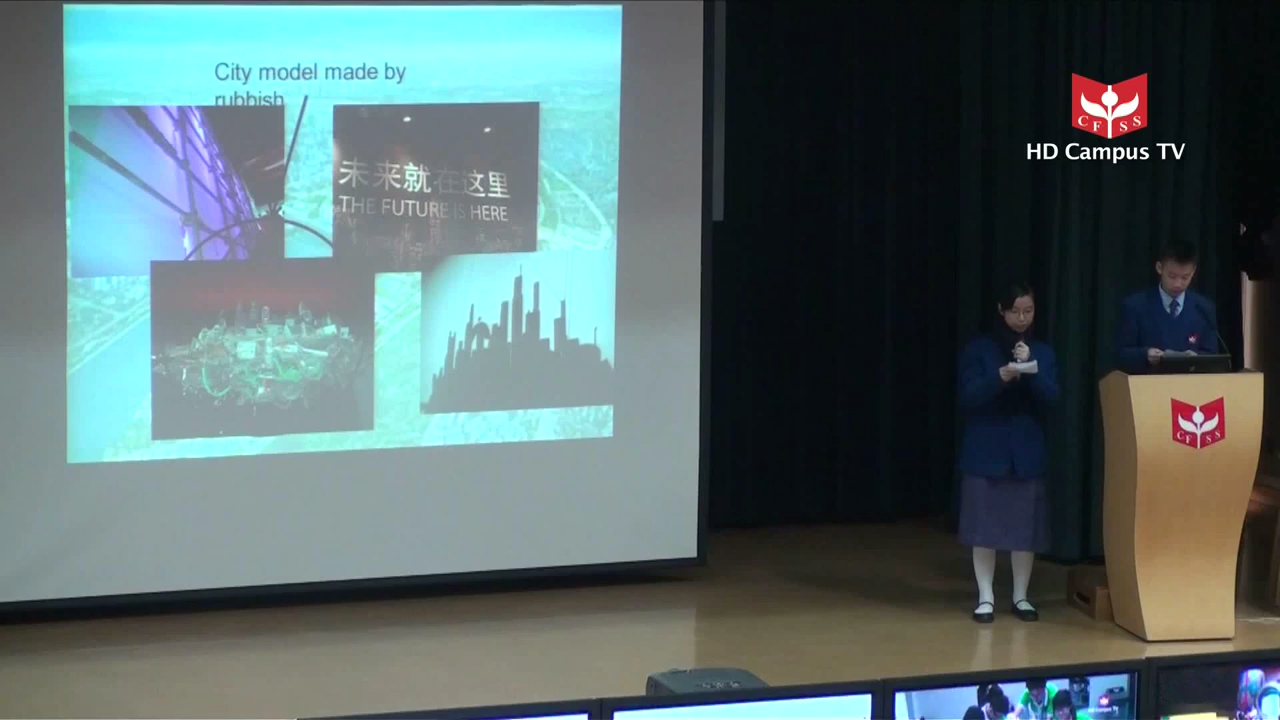 City model made by
rubbish
未来就在这里
THE FUTURE IS HERE
CFSS
HD Campus TV
CFSS